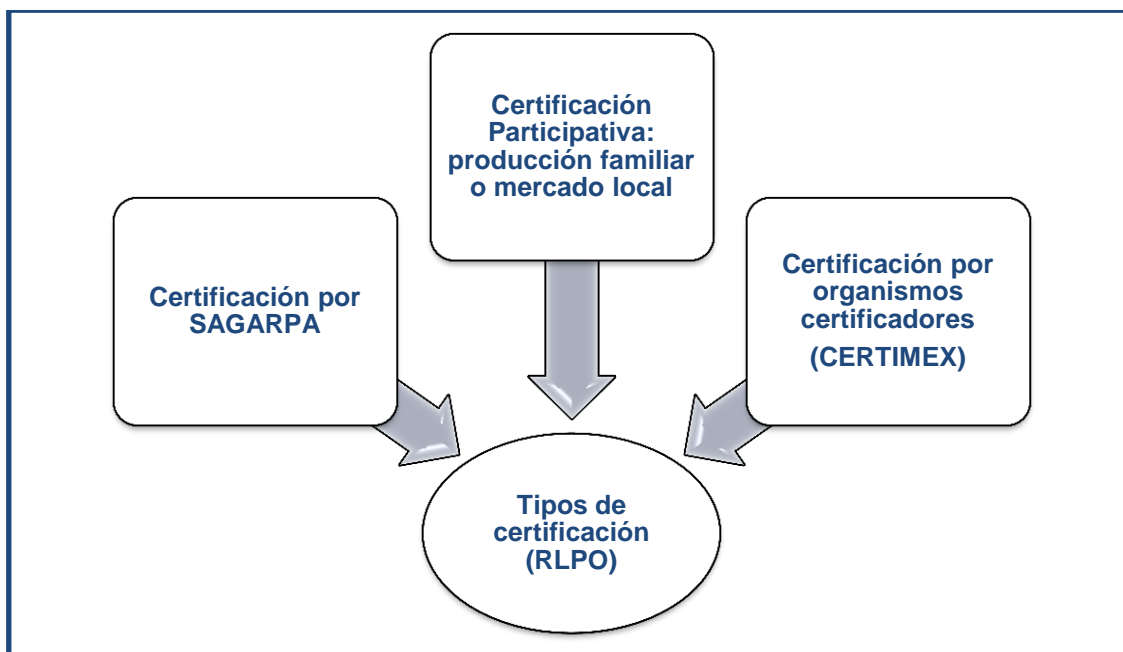 Certificación
Participativa:
producción familiar
o mercado local
Certificación por
SAGARPA
Certificación por
organismos
certificadores
(CERTIMEX)
Tipos de
certificación
(RLPO)